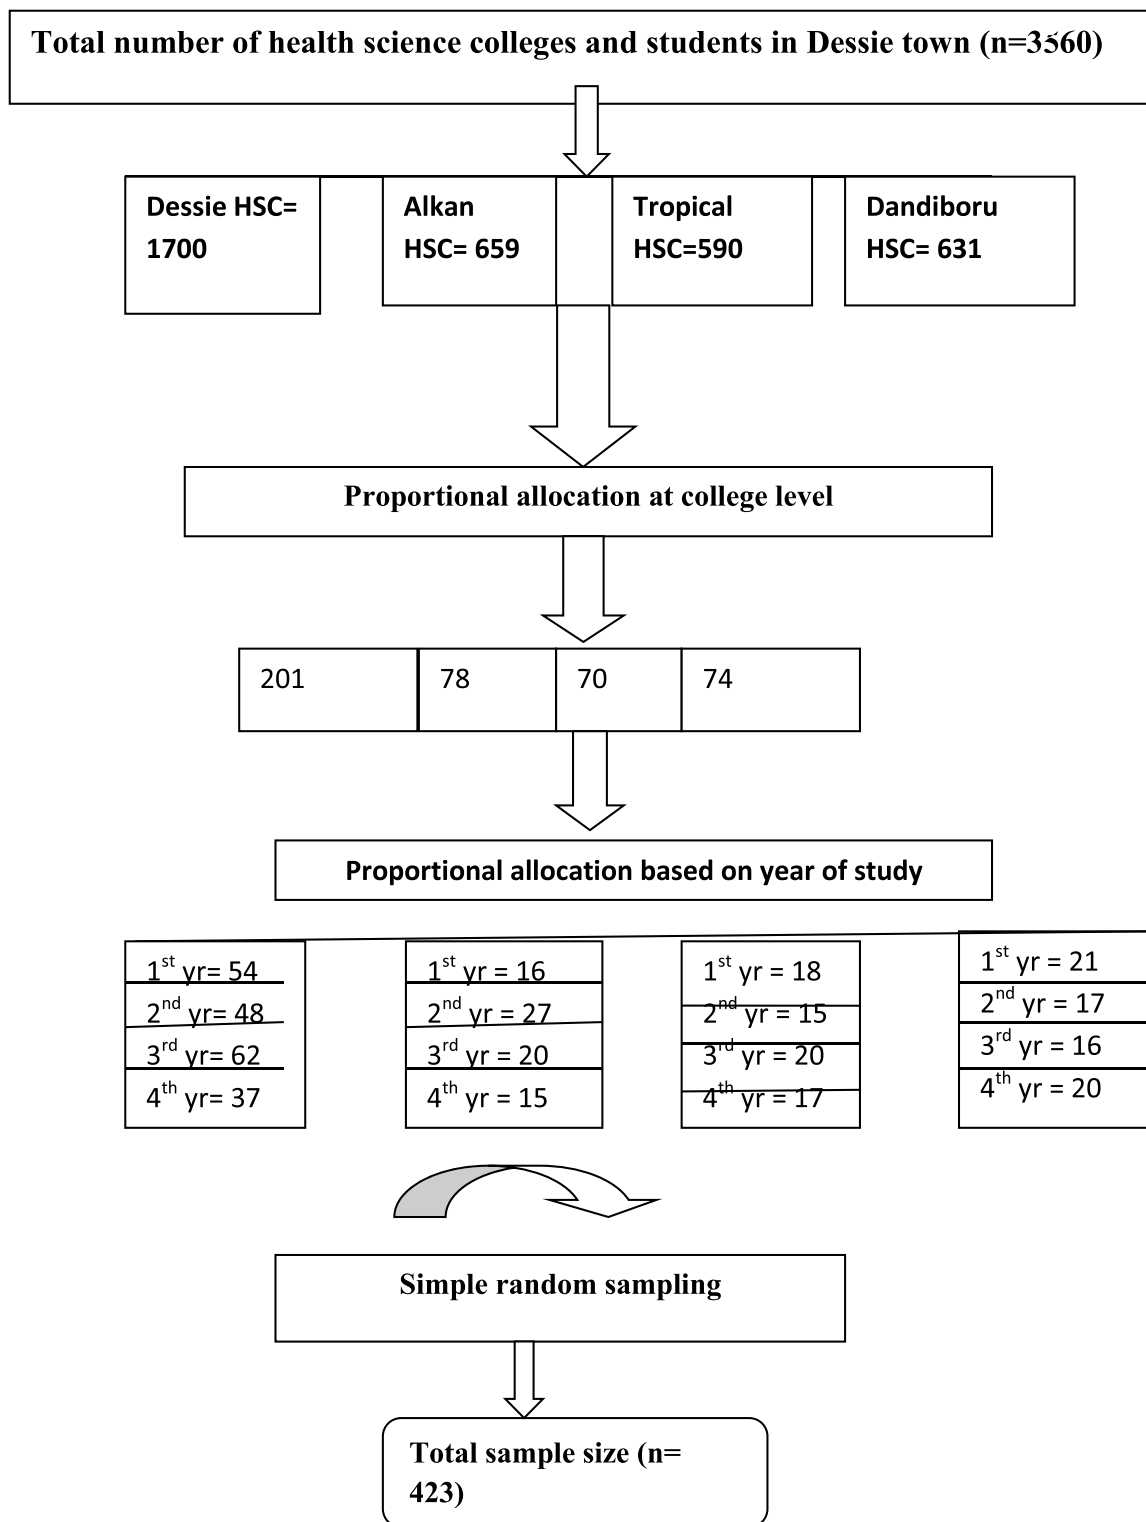 Total number of health science colleges and students in Dessie town (n=3560)
Dessie HSC=
1700
Alkan
HSC= 659
Tropical
HSC=590
Dandiboru
HSC= 631
Proportional allocation at college level
201
78
70
74
Proportional allocation based on year of study
1st yr= 54
2nd yr= 48
3rd yr= 62
4th yr= 37
1st yr = 16
2nd yr = 27
3rd yr = 20
4th yr = 15
1st yr = 18
2nd yr = 15
3rd yr = 20
4th yr = 17
1st yr = 21
2nd yr = 17
3rd yr = 16
4th yr = 20
Simple random sampling
Total sample size (n=
423)